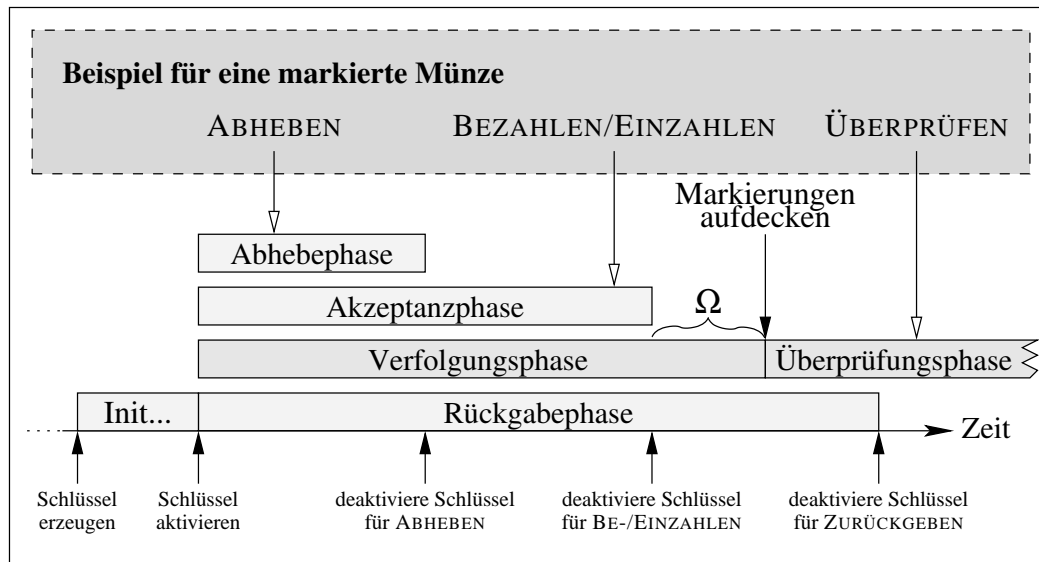 Beispiel für eine markierte Münze
ABHEBEN BEZAHLEN/EINZAHLEN ÜBERPRÜFEN
Markierungen
aufdecken
Abhebephase
Akzeptanzphase
Ω
Verfolgungsphase
Überprüfungsphase
Init...
Rückgabephase
Zeit
Schlüssel
erzeugen
Schlüssel
aktivieren
deaktiviere Schlüssel
für ABHEBEN
deaktiviere Schlüssel
für BE-/EINZAHLEN
deaktiviere Schlüssel
für ZURÜCKGEBEN